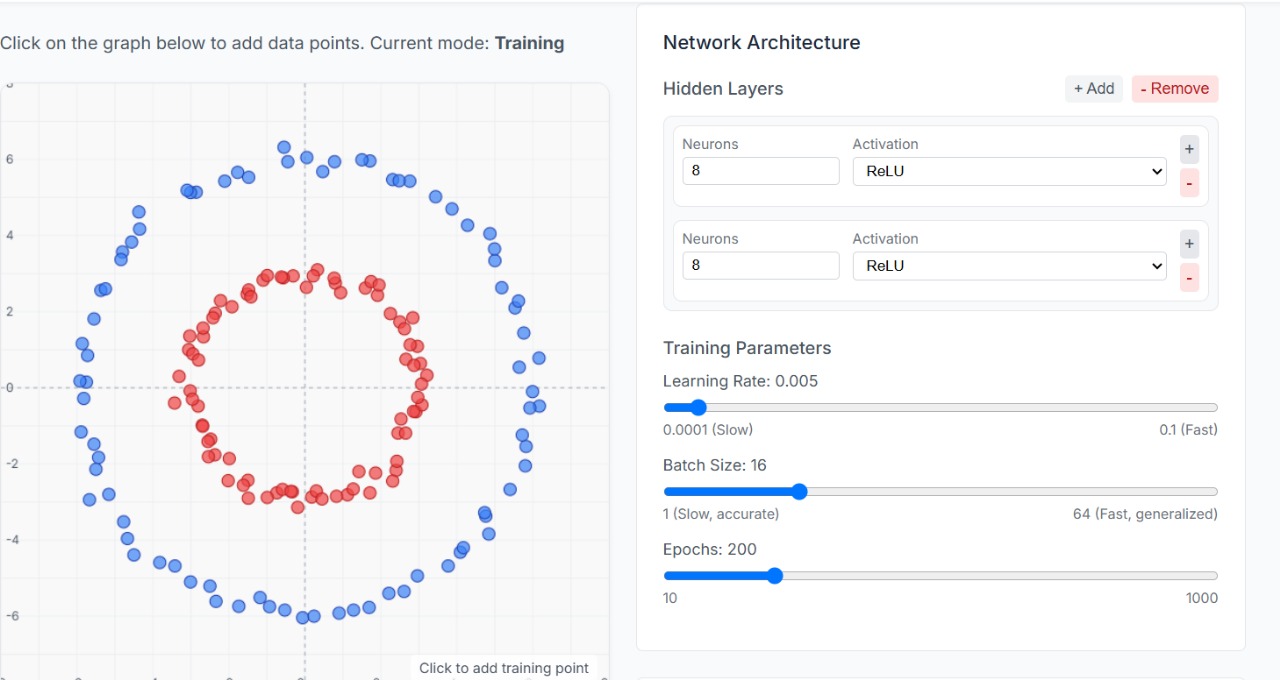 Click on the graph below to add data points. Current mode: Training
6
4
2
0
-2
-4
-6
Click to add training point
Network Architecture
Hidden Layers
+ Add
- Remove
Neurons
Activation
8
ReLU
+
-
Neurons
Activation
8
ReLU
+
-
Training Parameters
Learning Rate: 0.005
0.0001 (Slow)
0.1 (Fast)
Batch Size: 16
1 (Slow, accurate)
64 (Fast, generalized)
Epochs: 200
10
1000